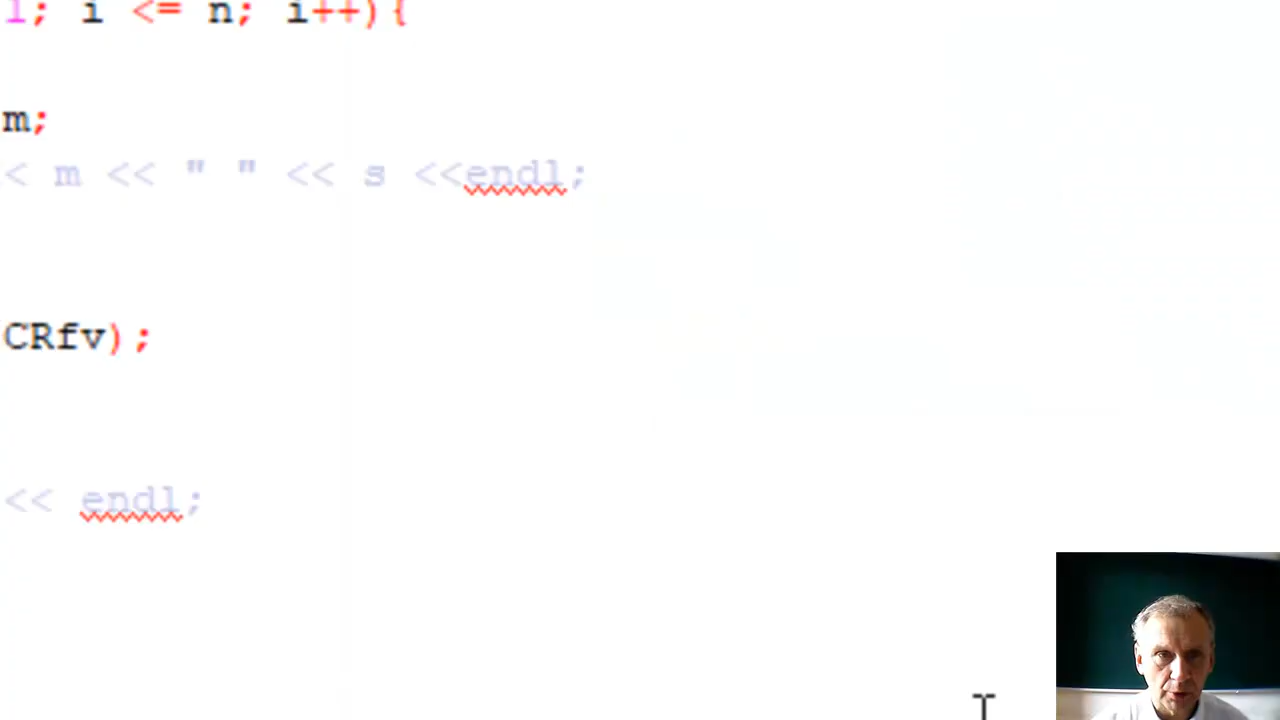 1; i <= n; i++){
m;
< m << " " << s <<endl;
CRfv);
<< endl;